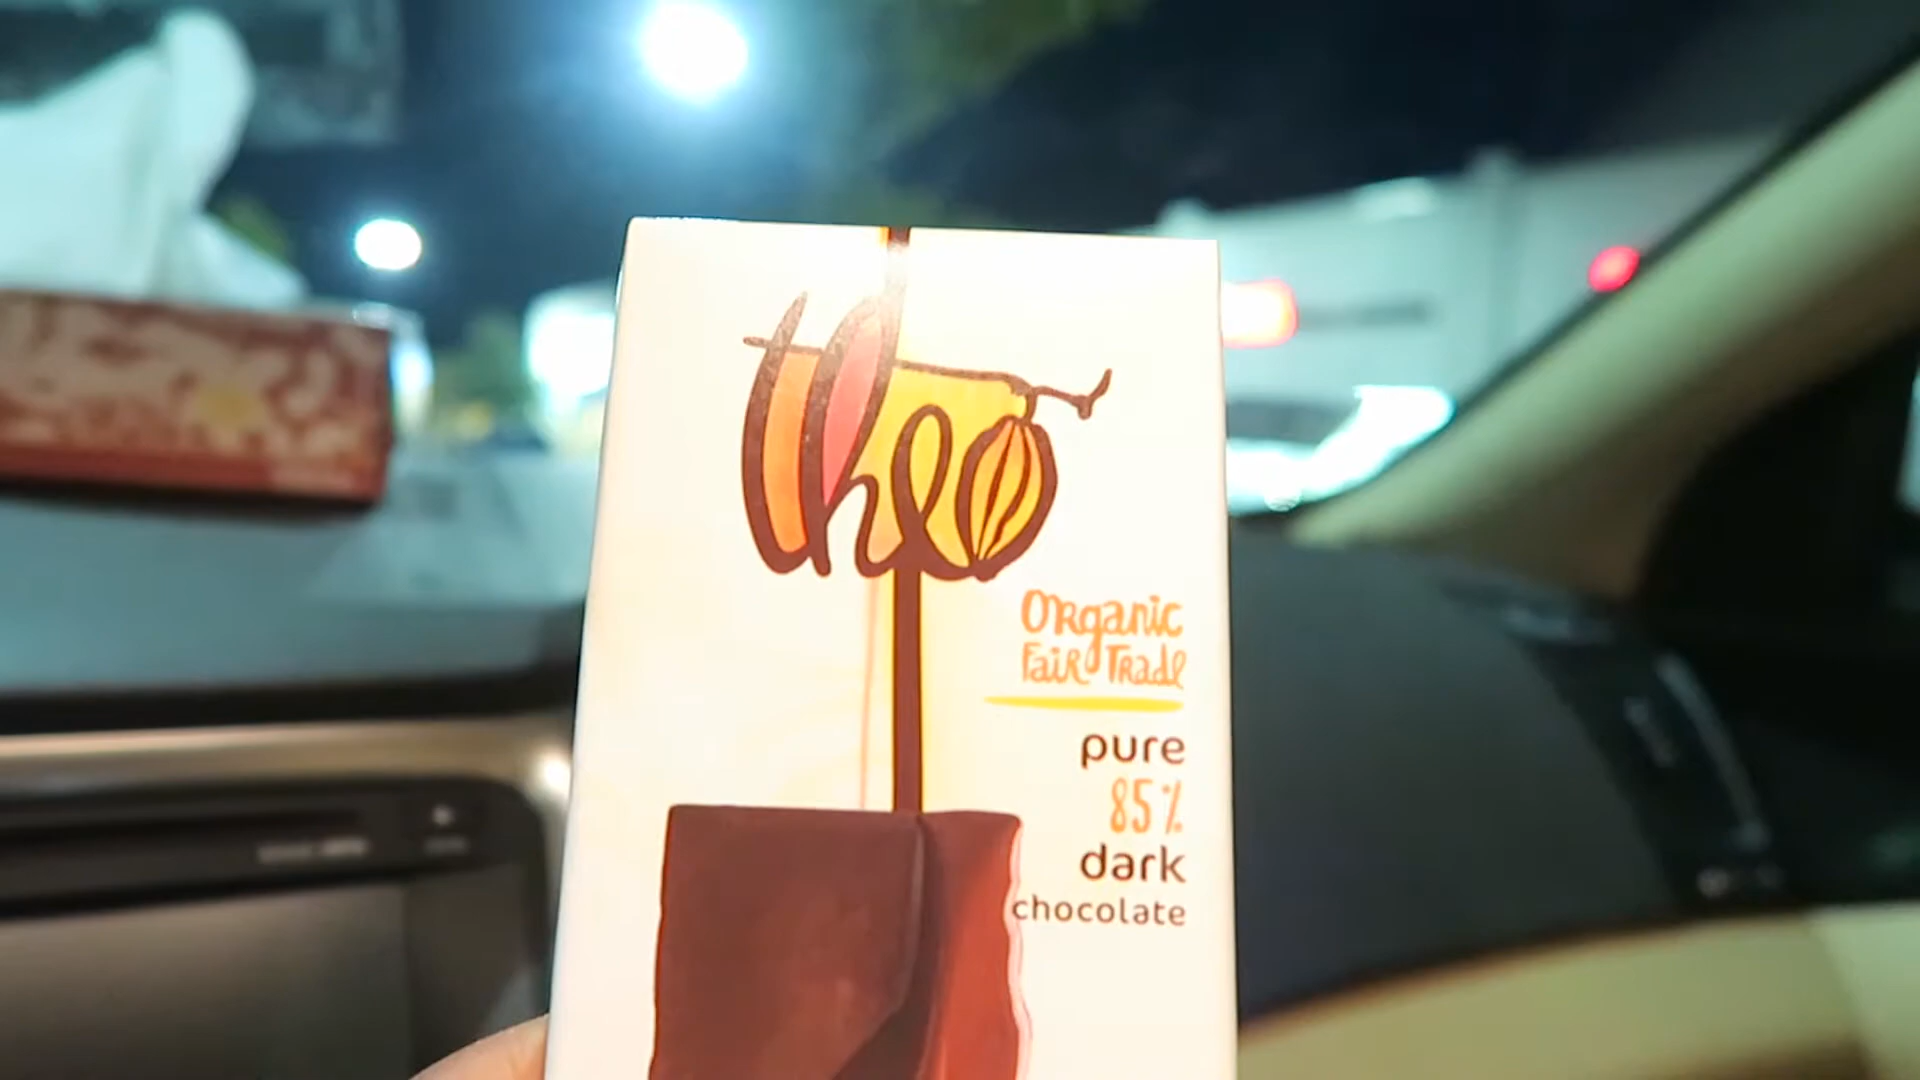 theo
Organic
Fair Trade
pure
85%
dark
chocolate